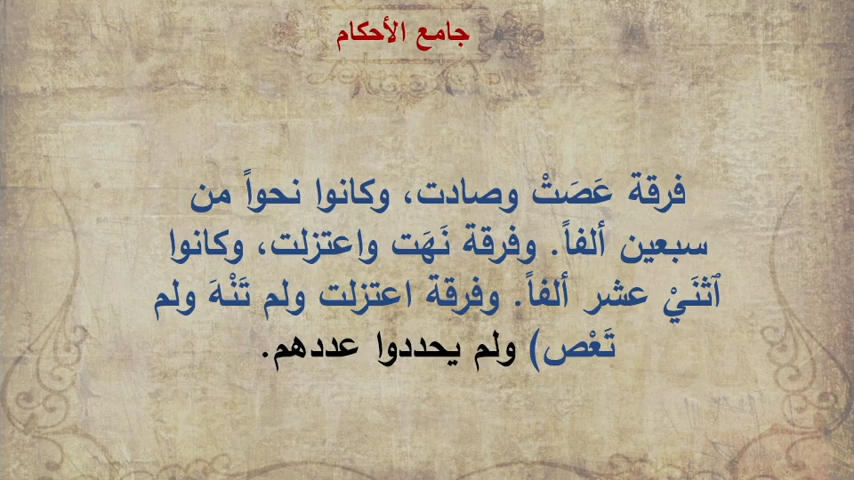 جامع الأحكام
فرقة عَصَتْ وصادت، وكانوا نحواً من
سبعين ألفاً. وفرقة نَهَت واعتزلت، وكانوا
ٱثنَيْ عشر ألفاً. وفرقة اعتزلت ولم تَنْهَ ولم
تَعْص) ولم يحددوا عددهم.